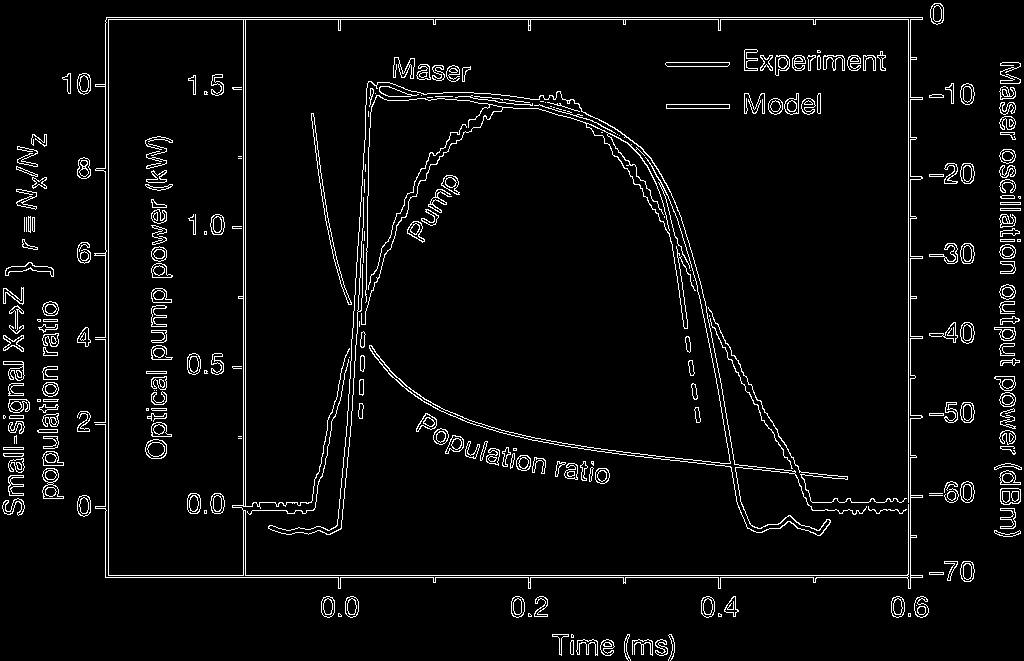 Small-signal X↔Z } r ≡ Nx/Nz
population ratio
10
8
6
4
2
0
Optical pump power (kW)
1.5
1.0
0.5
0.0
Maser
Pump
Population ratio
Experiment
Model
0
−10
−20
−30
−40
−50
−60
−70
Maser oscillation output power (dBm)
0.0 0.2 0.4 0.6
Time (ms)